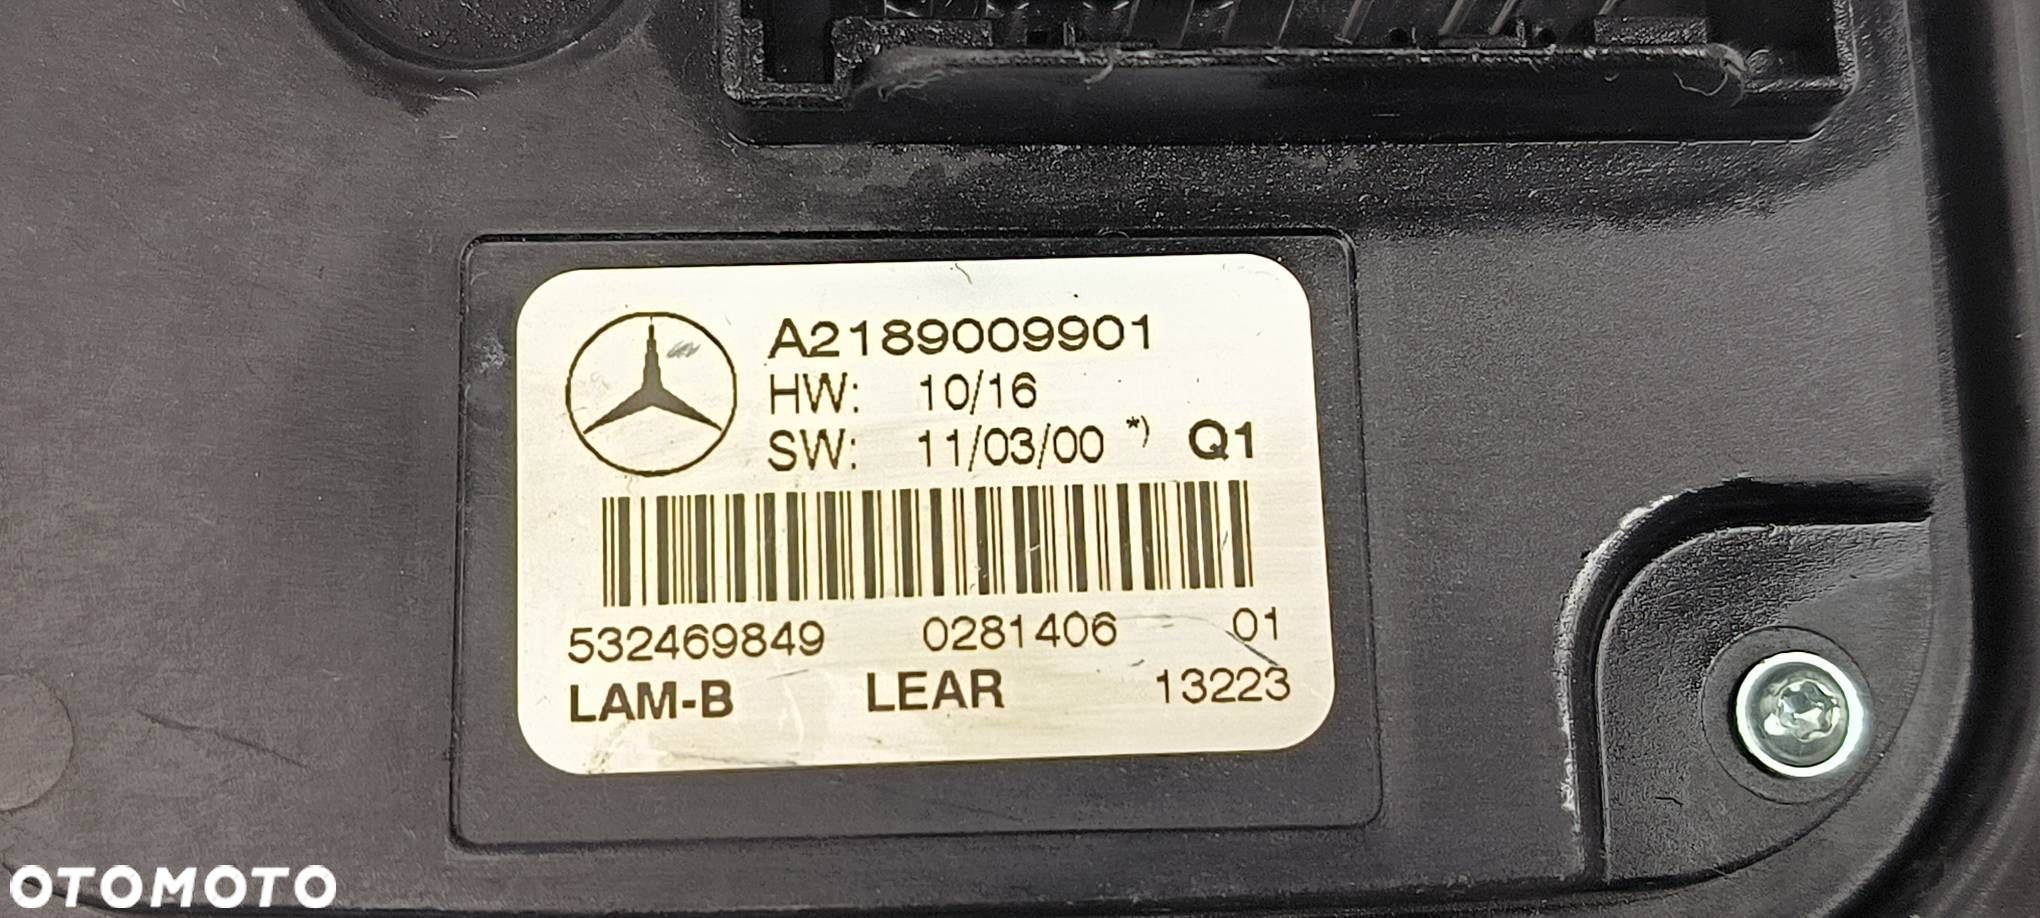 A2189009901
HW: 10/16
SW: 11/03/00 *) Q1
532469849 0281406 01
LAM-B LEAR 13223
OTOMOTO